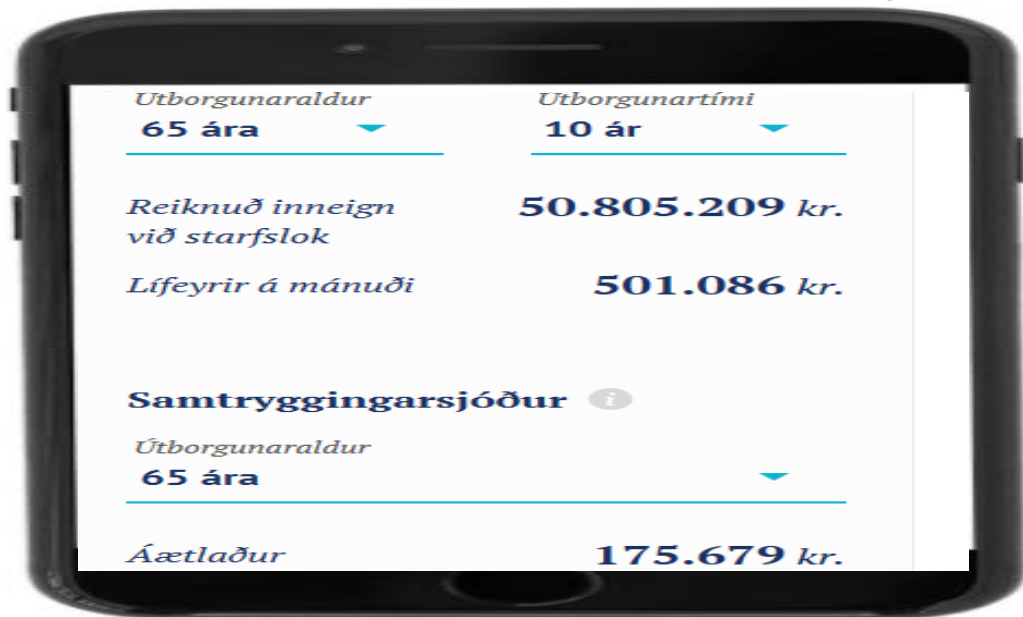 Útborgunaraldur Útborgunartími
65 ára 10 ár
Reiknuð inneign 50.805.209 kr.
við starfslok
Lífeyrir á mánuði 501.086 kr.
Samtryggingarsjóður i
Útborgunaraldur
65 ára
Áætlaður 175.679 kr.